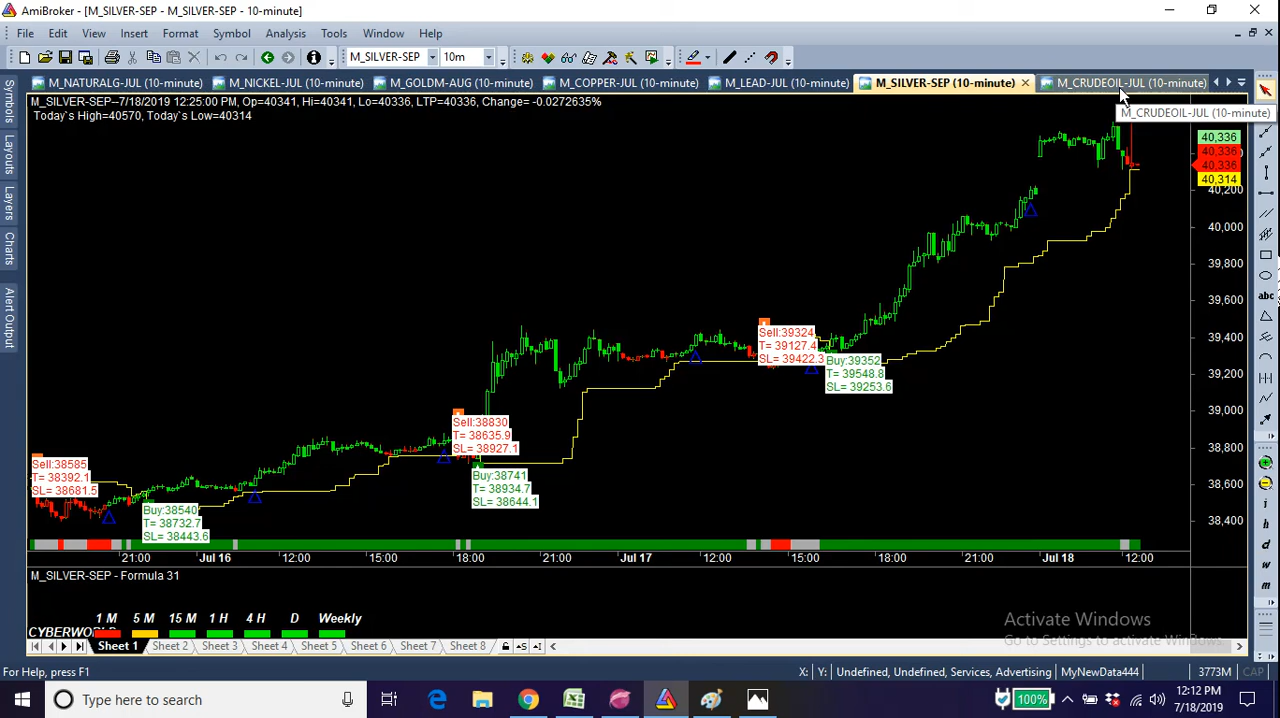 AmiBroker - [M_SILVER-SEP - M_SILVER-SEP - 10-minute]
File Edit View Insert Format Symbol Analysis Tools Window Help
M_SILVER-SEP 10m
M_NATURALG-JUL (10-minute) M_NICKEL-JUL (10-minute) M_GOLDM-AUG (10-minute) M_COPPER-JUL (10-minute) M_LEAD-JUL (10-minute) M_SILVER-SEP (10-minute) M_CRUDEOIL-JUL (10-minute)
M_SILVER-SEP--7/18/2019 12:25:00 PM, Op=40341, Hi=40341, Lo=40336, LTP=40336, Change= -0.0272635%
Today`s High=40570, Today`s Low=40314
M_CRUDEOIL-JUL (10-minute)
Symbols
Layouts
Layers
Charts
Alert Output
40,336
40,336
40,336
40,314
40,200
40,000
39,800
39,600
39,400
39,200
39,000
38,800
38,600
38,400
Sell:38585
T= 38392.1
SL= 38681.5
Buy:38540
T= 38732.7
SL= 38443.6
Sell:38830
T= 38635.9
SL= 38927.1
Buy:38741
T= 38934.7
SL= 38644.1
Sell:39324
T= 39127.4
SL= 39422.3
Buy:39352
T= 39548.8
SL= 39253.6
abc
i
h
d
w
m
21:00 Jul 16 12:00 15:00 18:00 21:00 Jul 17 12:00 15:00 18:00 21:00 Jul 18 12:00
M_SILVER-SEP - Formula 31
1 M 5 M 15 M 1 H 4 H D Weekly
Activate Windows
Go to Settings to activate Windows.
Sheet 1 Sheet 2 Sheet 3 Sheet 4 Sheet 5 Sheet 6 Sheet 7 Sheet 8
For Help, press F1
X: Y: Undefined, Undefined, Services, Advertising MyNewData444 3773M CAP
Type here to search
100%
12:12 PM
7/18/2019